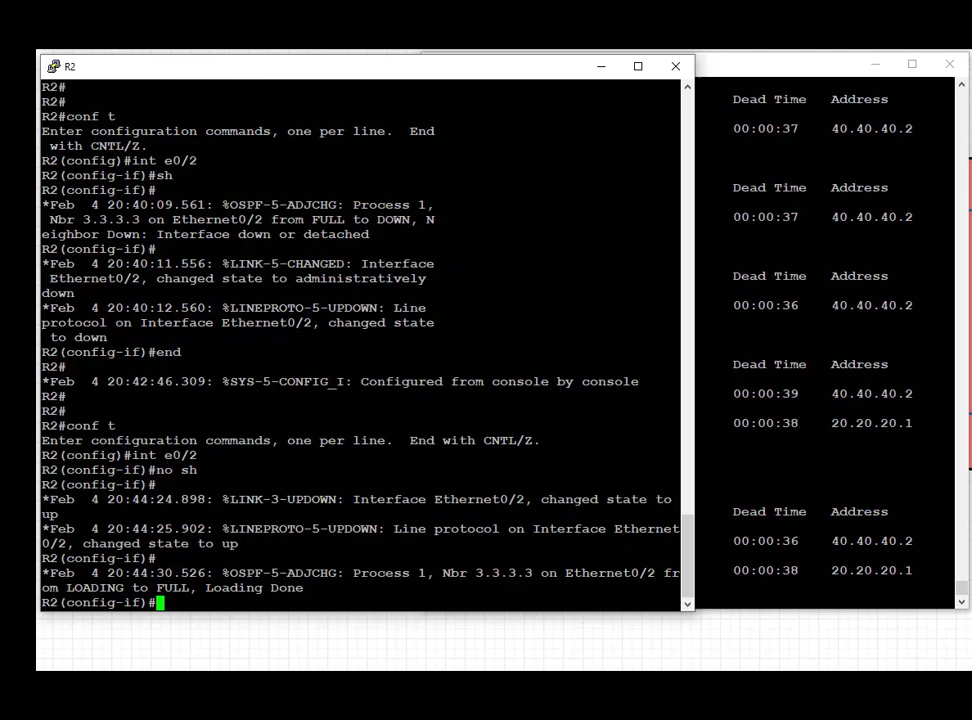 R2
R2#
R2#
R2#conf t
Enter configuration commands, one per line.  End
 with CNTL/Z.
R2(config)#int e0/2
R2(config-if)#sh
R2(config-if)#
*Feb  4 20:40:09.561: %OSPF-5-ADJCHG: Process 1,
 Nbr 3.3.3.3 on Ethernet0/2 from FULL to DOWN, N
eighbor Down: Interface down or detached
R2(config-if)#
*Feb  4 20:40:11.556: %LINK-5-CHANGED: Interface
 Ethernet0/2, changed state to administratively
down
*Feb  4 20:40:12.560: %LINEPROTO-5-UPDOWN: Line
protocol on Interface Ethernet0/2, changed state
 to down
R2(config-if)#end
R2#
*Feb  4 20:42:46.309: %SYS-5-CONFIG_I: Configured from console by console
R2#
R2#
R2#conf t
Enter configuration commands, one per line.  End with CNTL/Z.
R2(config)#int e0/2
R2(config-if)#no sh
R2(config-if)#
*Feb  4 20:44:24.898: %LINK-3-UPDOWN: Interface Ethernet0/2, changed state to
up
*Feb  4 20:44:25.902: %LINEPROTO-5-UPDOWN: Line protocol on Interface Ethernet
0/2, changed state to up
R2(config-if)#
*Feb  4 20:44:30.526: %OSPF-5-ADJCHG: Process 1, Nbr 3.3.3.3 on Ethernet0/2 fr
om LOADING to FULL, Loading Done
R2(config-if)#
Dead Time   Address
00:00:37    40.40.40.2
Dead Time   Address
00:00:37    40.40.40.2
Dead Time   Address
00:00:36    40.40.40.2
Dead Time   Address
00:00:39    40.40.40.2
00:00:38    20.20.20.1
Dead Time   Address
00:00:36    40.40.40.2
00:00:38    20.20.20.1